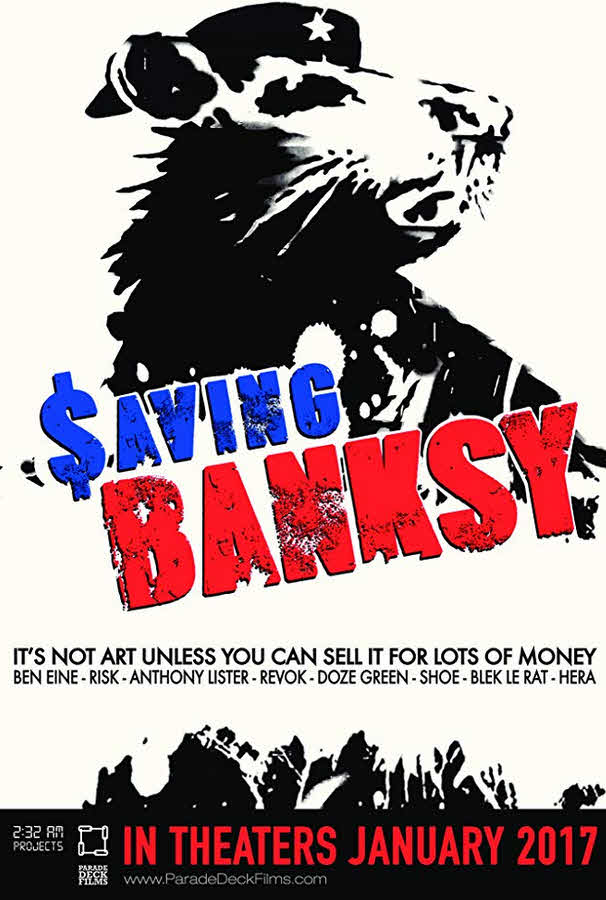 $AVING
BANKSY
IT'S NOT ART UNLESS YOU CAN SELL IT FOR LOTS OF MONEY
BEN EINE - RISK - ANTHONY LISTER - REVOK - DOZE GREEN - SHOE - BLEK LE RAT - HERA
2:32 AM
PROJECTS
PARADE
DECK
FILMS
IN THEATERS JANUARY 2017
www.ParadeDeckFilms.com